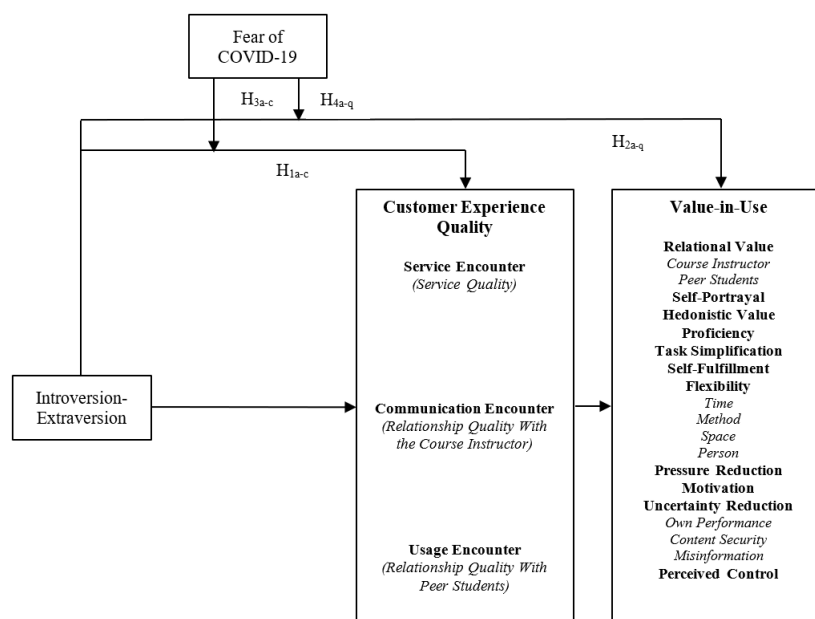 Fear of
COVID-19
H3a-c
H4a-q
H2a-q
H1a-c
Customer Experience
Quality
Service Encounter
(Service Quality)
Communication Encounter
(Relationship Quality With
the Course Instructor)
Usage Encounter
(Relationship Quality With
Peer Students)
Value-in-Use
Relational Value
Course Instructor
Peer Students
Self-Portrayal
Hedonistic Value
Proficiency
Task Simplification
Self-Fulfillment
Flexibility
Time
Method
Space
Person
Pressure Reduction
Motivation
Uncertainty Reduction
Own Performance
Content Security
Misinformation
Perceived Control
Introversion-
Extraversion